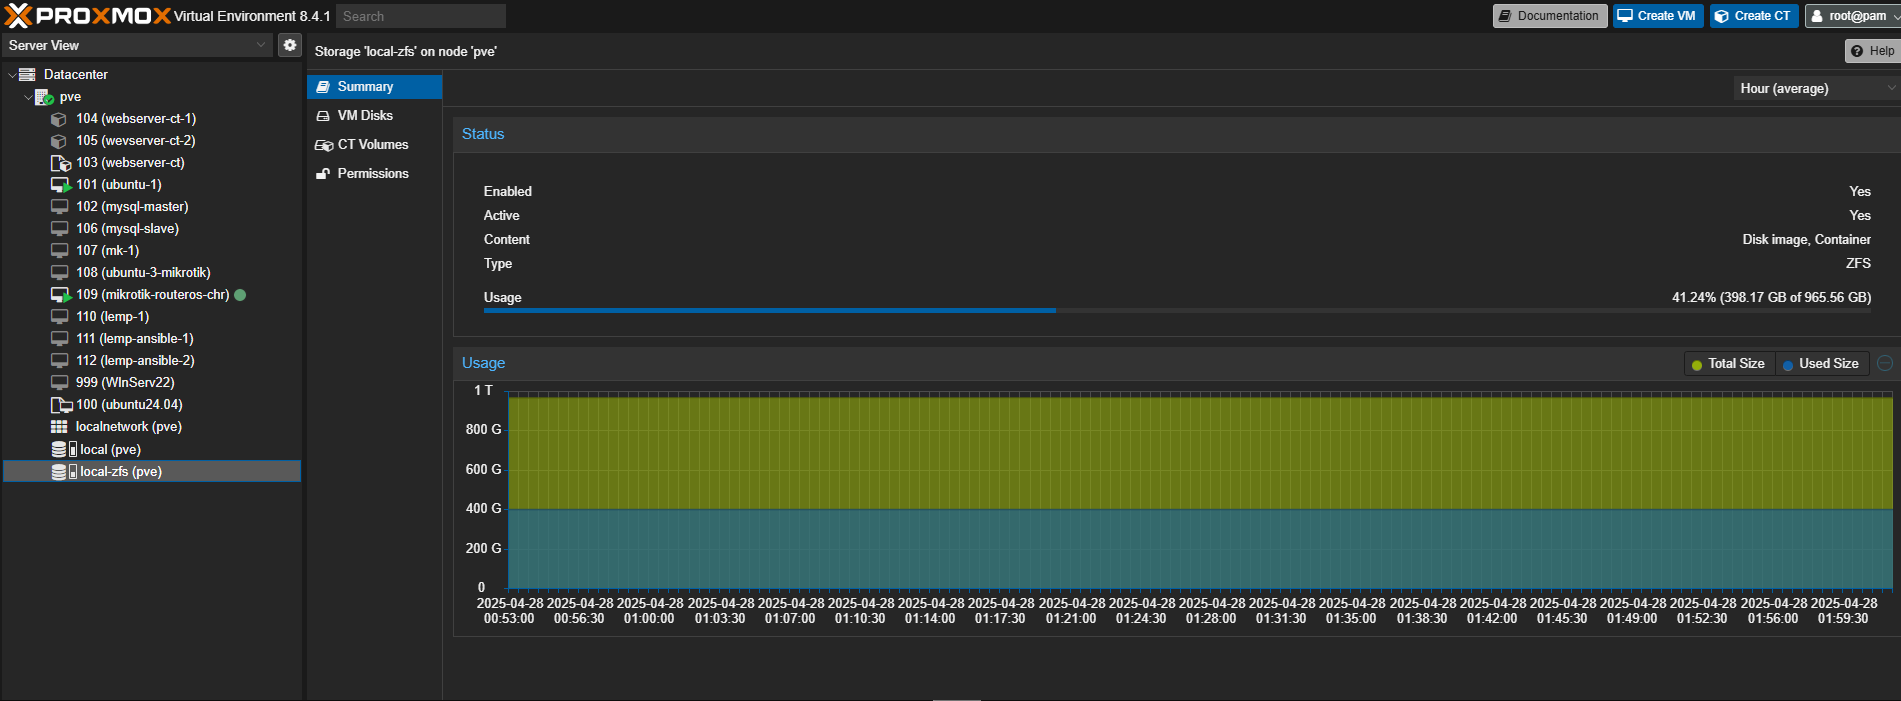 PROXMOX Virtual Environment 8.4.1 Search Documentation Create VM Create CT root@pam
Server View
Storage 'local-zfs' on node 'pve' Help
Datacenter
pve
104 (webserver-ct-1)
105 (wevserver-ct-2)
103 (webserver-ct)
101 (ubuntu-1)
102 (mysql-master)
106 (mysql-slave)
107 (mk-1)
108 (ubuntu-3-mikrotik)
109 (mikrotik-routeros-chr)
110 (lemp-1)
111 (lemp-ansible-1)
112 (lemp-ansible-2)
999 (WInServ22)
100 (ubuntu24.04)
localnetwork (pve)
local (pve)
local-zfs (pve)
Summary
VM Disks
CT Volumes
Permissions
Hour (average)
Status
Enabled Yes
Active Yes
Content Disk image, Container
Type ZFS
Usage 41.24% (398.17 GB of 965.56 GB)
Usage Total Size Used Size
1 T
800 G
600 G
400 G
200 G
0
2025-04-28 2025-04-28 2025-04-28 2025-04-28 2025-04-28 2025-04-28 2025-04-28 2025-04-28 2025-04-28 2025-04-28 2025-04-28 2025-04-28 2025-04-28 2025-04-28 2025-04-28 2025-04-28 2025-04-28 2025-04-28 2025-04-28 2025-04-28
00:53:00 00:56:30 01:00:00 01:03:30 01:07:00 01:10:30 01:14:00 01:17:30 01:21:00 01:24:30 01:28:00 01:31:30 01:35:00 01:38:30 01:42:00 01:45:30 01:49:00 01:52:30 01:56:00 01:59:30